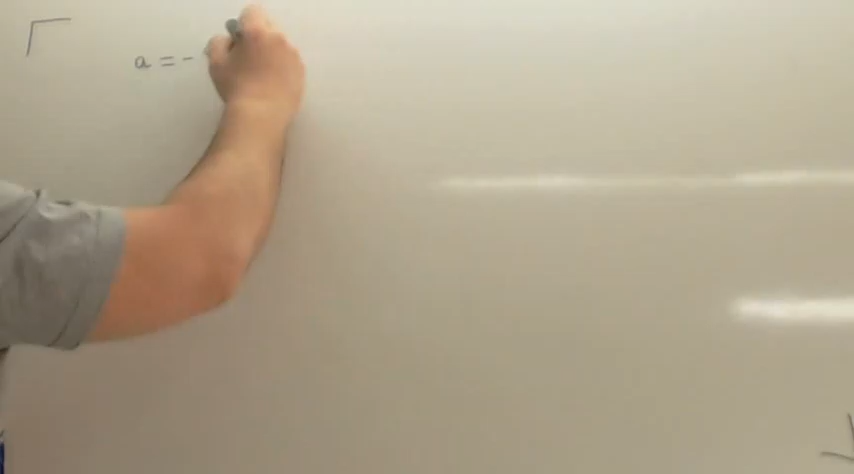 a = -